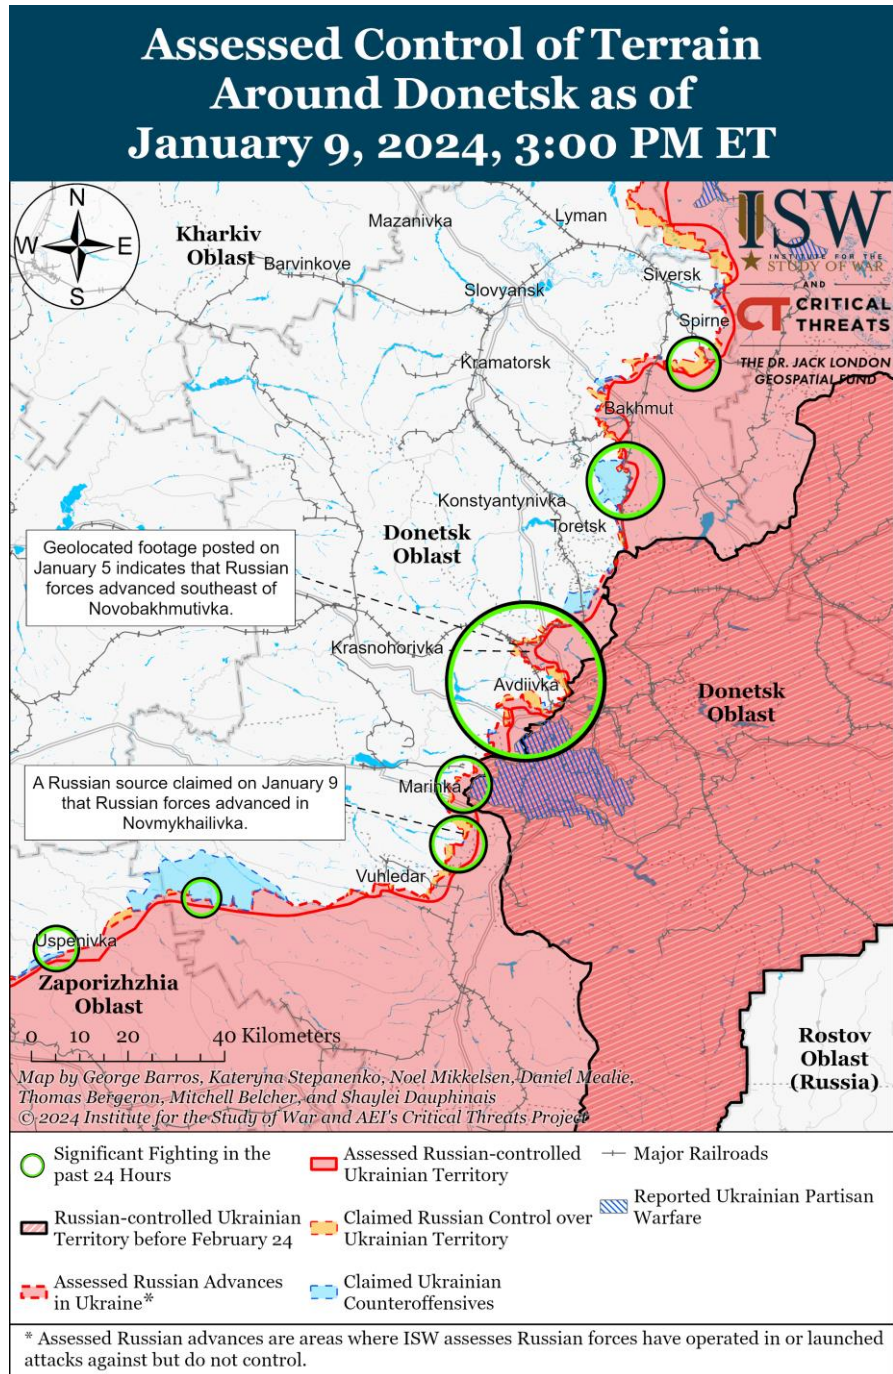 Assessed Control of Terrain
Around Donetsk as of
January 9, 2024, 3:00 PM ET
N
W
E
S
Kharkiv
Oblast
Mazanivka
Lyman
ISW
INSTITUTE FOR THE
STUDY OF WAR
AND
CT CRITICAL
THREATS
THE DR. JACK LONDON
GEOSPATIAL FUND
Barvinkove
Slovyansk
Siversk
Spirne
Kramatorsk
Bakhmut
Konstyantynivka
Toretsk
Donetsk
Oblast
Geolocated footage posted on
January 5 indicates that Russian
forces advanced southeast of
Novobakhmutivka.
Krasnohorivka
Avdiivka
Donetsk
Oblast
A Russian source claimed on January 9
that Russian forces advanced in
Novmykhailivka.
Marinka
Vuhledar
Uspenivka
Zaporizhzhia
Oblast
Rostov
Oblast
(Russia)
0 10 20 40 Kilometers
Map by George Barros, Kateryna Stepanenko, Noel Mikkelsen, Daniel Mealie,
Thomas Bergeron, Mitchell Belcher, and Shaylei Dauphinais
© 2024 Institute for the Study of War and AEI's Critical Threats Project
Significant Fighting in the
past 24 Hours
Russian-controlled Ukrainian
Territory before February 24
Assessed Russian Advances
in Ukraine*
Assessed Russian-controlled
Ukrainian Territory
Claimed Russian Control over
Ukrainian Territory
Claimed Ukrainian
Counteroffensives
Major Railroads
Reported Ukrainian Partisan
Warfare
* Assessed Russian advances are areas where ISW assesses Russian forces have operated in or launched
attacks against but do not control.